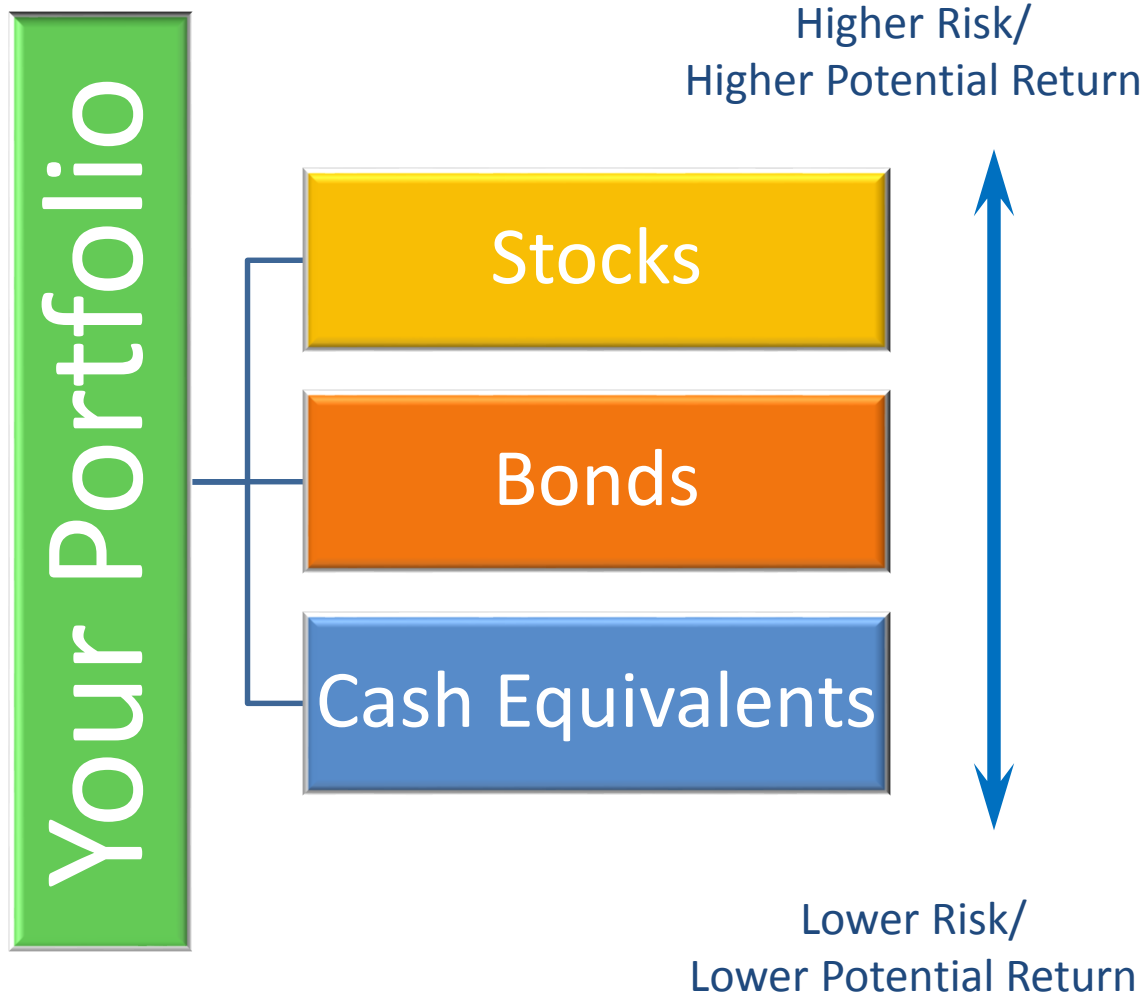 Your Portfolio
Higher Risk/
Higher Potential Return
Stocks
Bonds
Cash Equivalents
Lower Risk/
Lower Potential Return